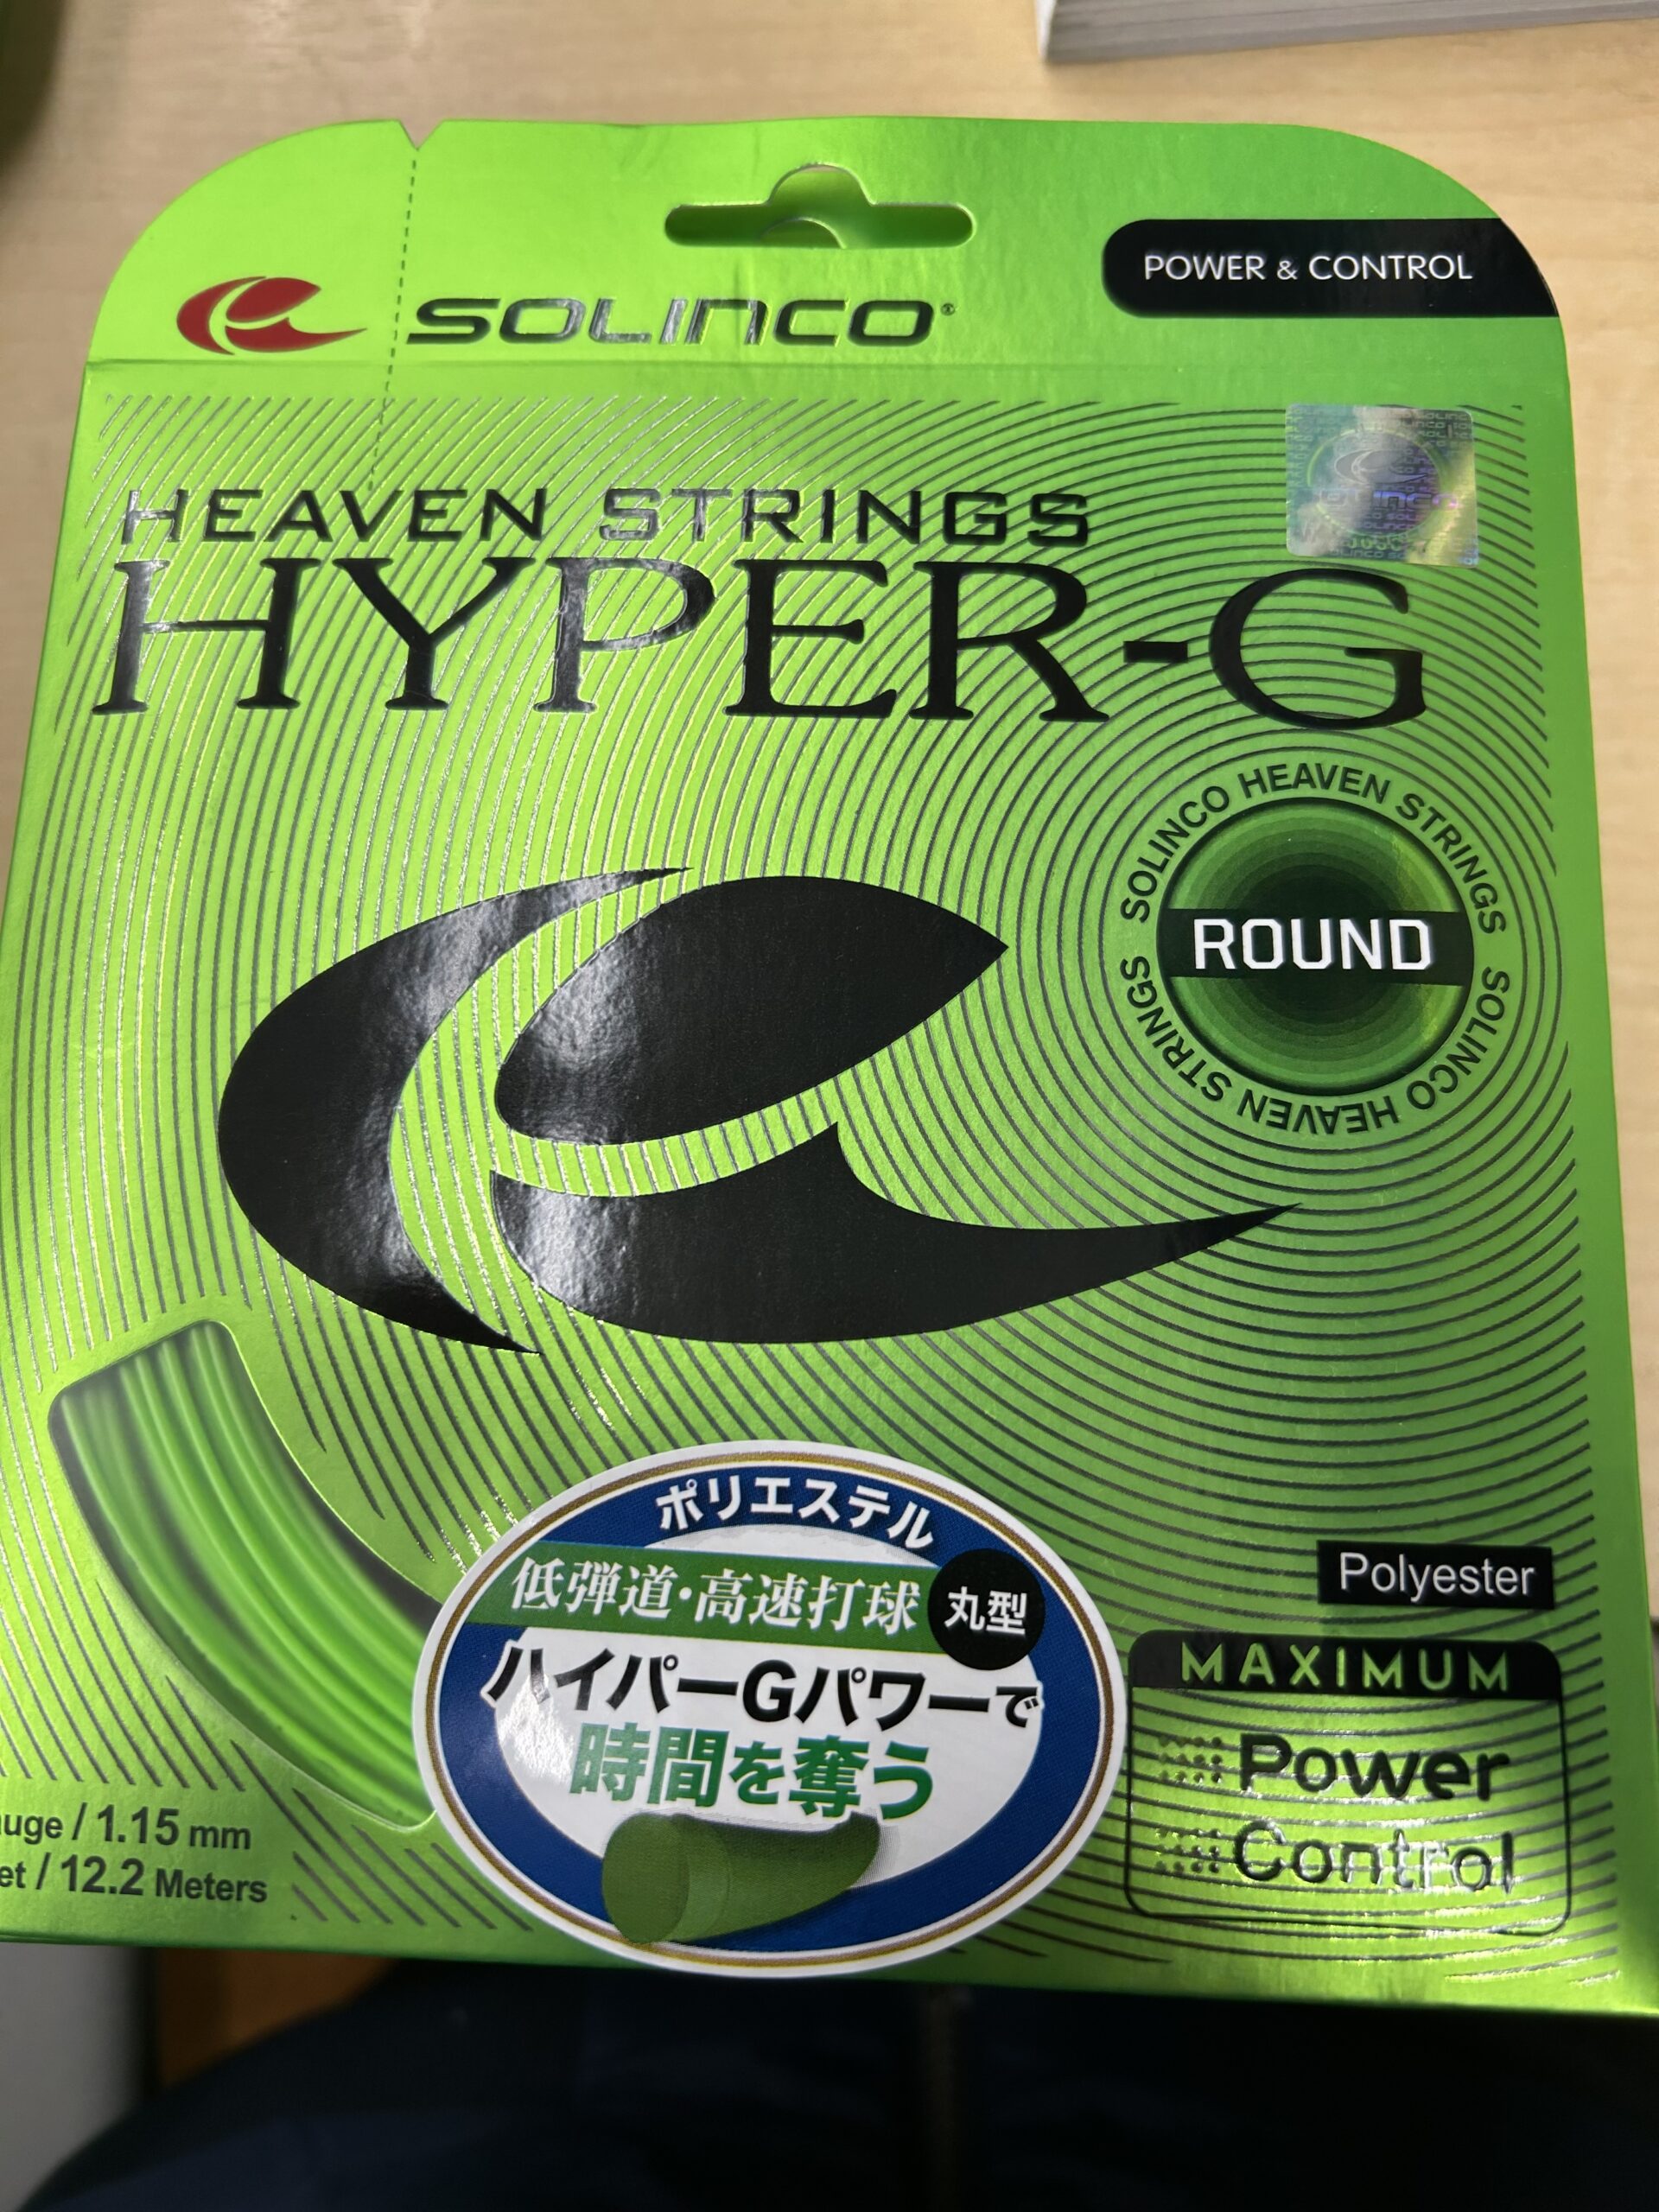 SOLINCO®
POWER & CONTROL
HEAVEN STRINGS
HYPER-G
SOLINCO HEAVEN STRINGS
ROUND
SOLINCO HEAVEN STRINGS
ポリエステル
低弾道・高速打球
丸型
ハイパーGパワーで
時間を奪う
Polyester
MAXIMUM
Power
Control
/ 1.15 mm
/ 12.2 Meters